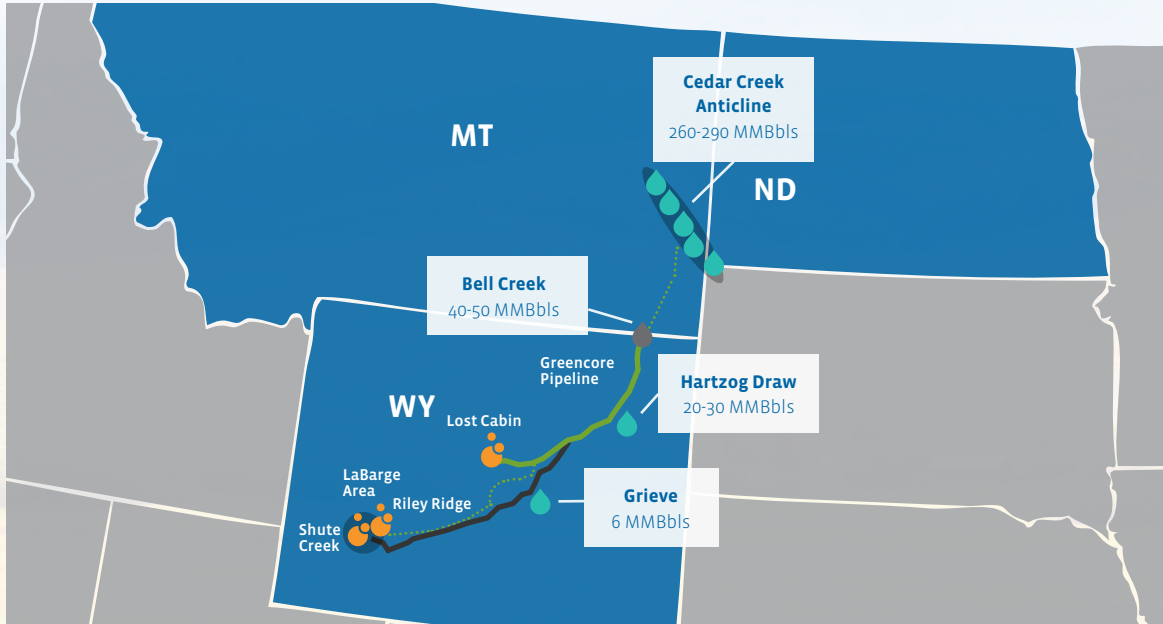 Cedar Creek
Anticline
260-290 MMBbls
MT
ND
Bell Creek
40-50 MMBbls
Greencore
Pipeline
Hartzog Draw
20-30 MMBbls
WY
Lost Cabin
LaBarge
Area
Riley Ridge
Shute
Creek
Grieve
6 MMBbls